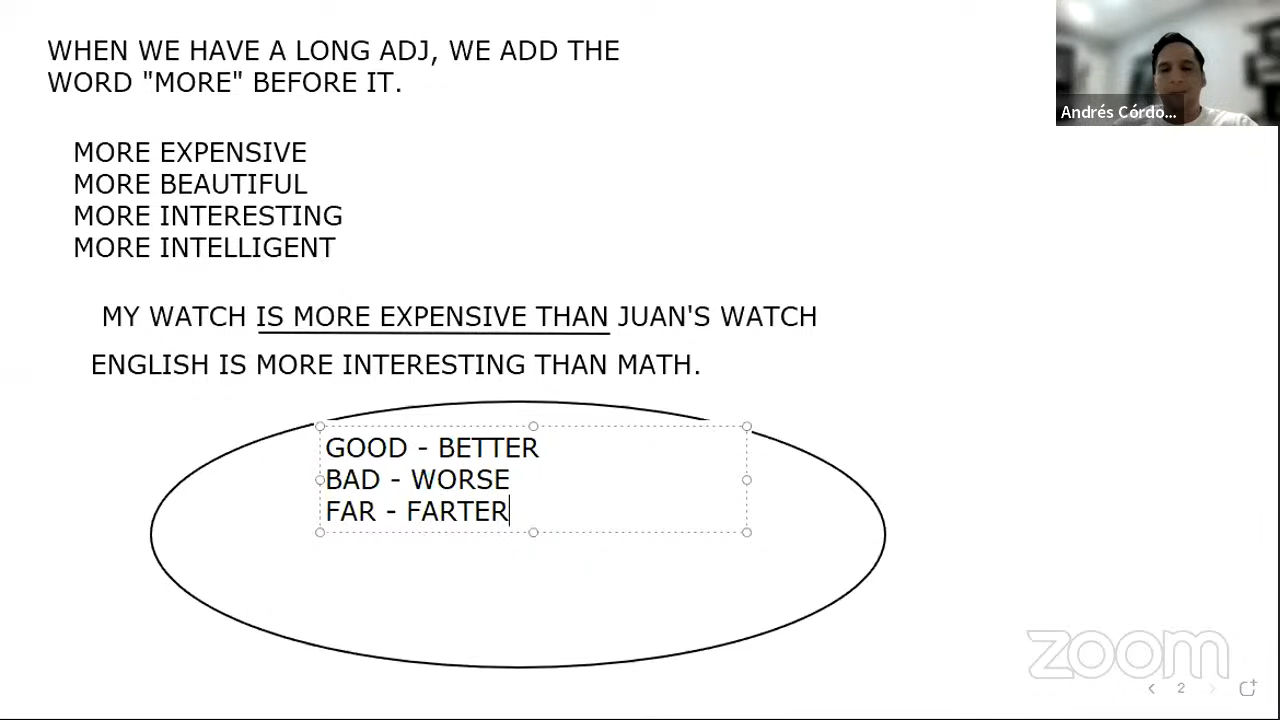 WHEN WE HAVE A LONG ADJ, WE ADD THE
WORD "MORE" BEFORE IT.
MORE EXPENSIVE
MORE BEAUTIFUL
MORE INTERESTING
MORE INTELLIGENT
MY WATCH IS MORE EXPENSIVE THAN JUAN'S WATCH
ENGLISH IS MORE INTERESTING THAN MATH.
GOOD - BETTER
BAD - WORSE
FAR - FARTER
Andrés Córdo...
zoom
2